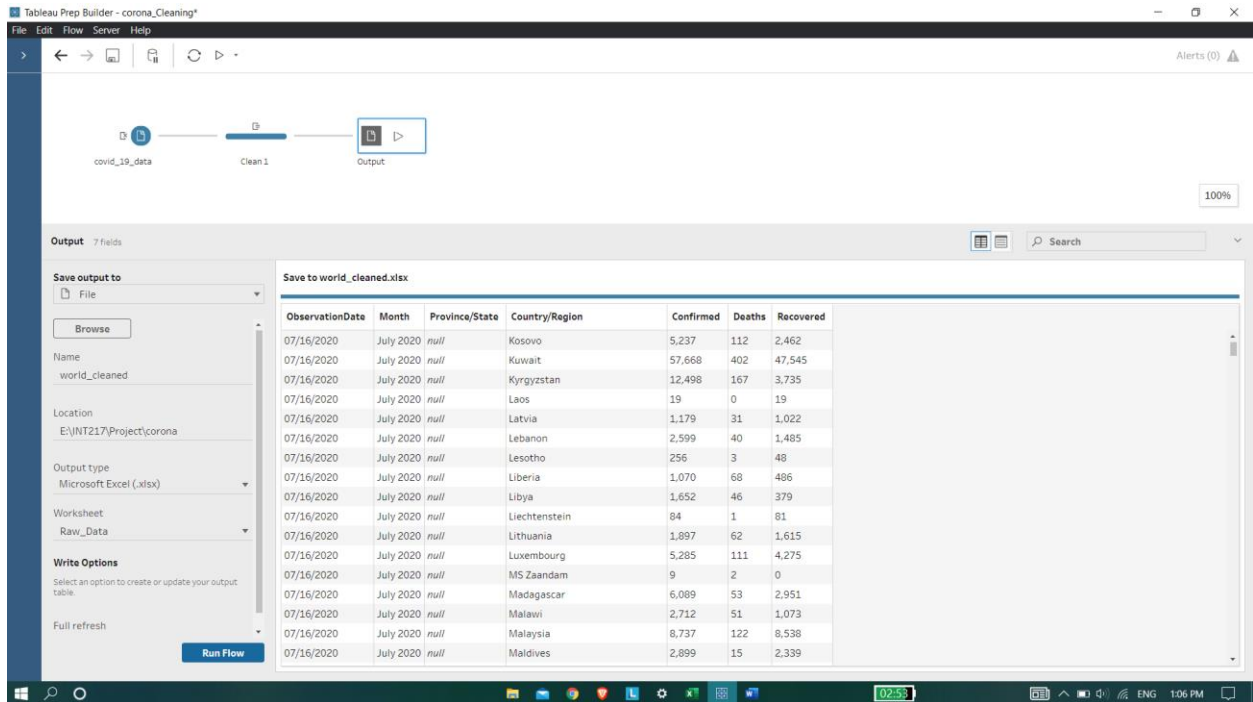 Tableau Prep Builder - corona_Cleaning*
File Edit Flow Server Help
Alerts (0)
covid_19_data Clean 1 Output
100%
Output 7 fields
Search
Save output to
File
Browse
Name
world_cleaned
Location
E:\INT217\Project\corona
Output type
Microsoft Excel (.xlsx)
Worksheet
Raw_Data
Write Options
Select an option to create or update your output
table.
Full refresh
Run Flow
Save to world_cleaned.xlsx
ObservationDate Month Province/State Country/Region Confirmed Deaths Recovered
07/16/2020 July 2020 null Kosovo 5,237 112 2,462
07/16/2020 July 2020 null Kuwait 57,668 402 47,545
07/16/2020 July 2020 null Kyrgyzstan 12,498 167 3,735
07/16/2020 July 2020 null Laos 19 0 19
07/16/2020 July 2020 null Latvia 1,179 31 1,022
07/16/2020 July 2020 null Lebanon 2,599 40 1,485
07/16/2020 July 2020 null Lesotho 256 3 48
07/16/2020 July 2020 null Liberia 1,070 68 486
07/16/2020 July 2020 null Libya 1,652 46 379
07/16/2020 July 2020 null Liechtenstein 84 1 81
07/16/2020 July 2020 null Lithuania 1,897 62 1,615
07/16/2020 July 2020 null Luxembourg 5,285 111 4,275
07/16/2020 July 2020 null MS Zaandam 9 2 0
07/16/2020 July 2020 null Madagascar 6,089 53 2,951
07/16/2020 July 2020 null Malawi 2,712 51 1,073
07/16/2020 July 2020 null Malaysia 8,737 122 8,538
07/16/2020 July 2020 null Maldives 2,899 15 2,339
02:53 ENG 1:06 PM